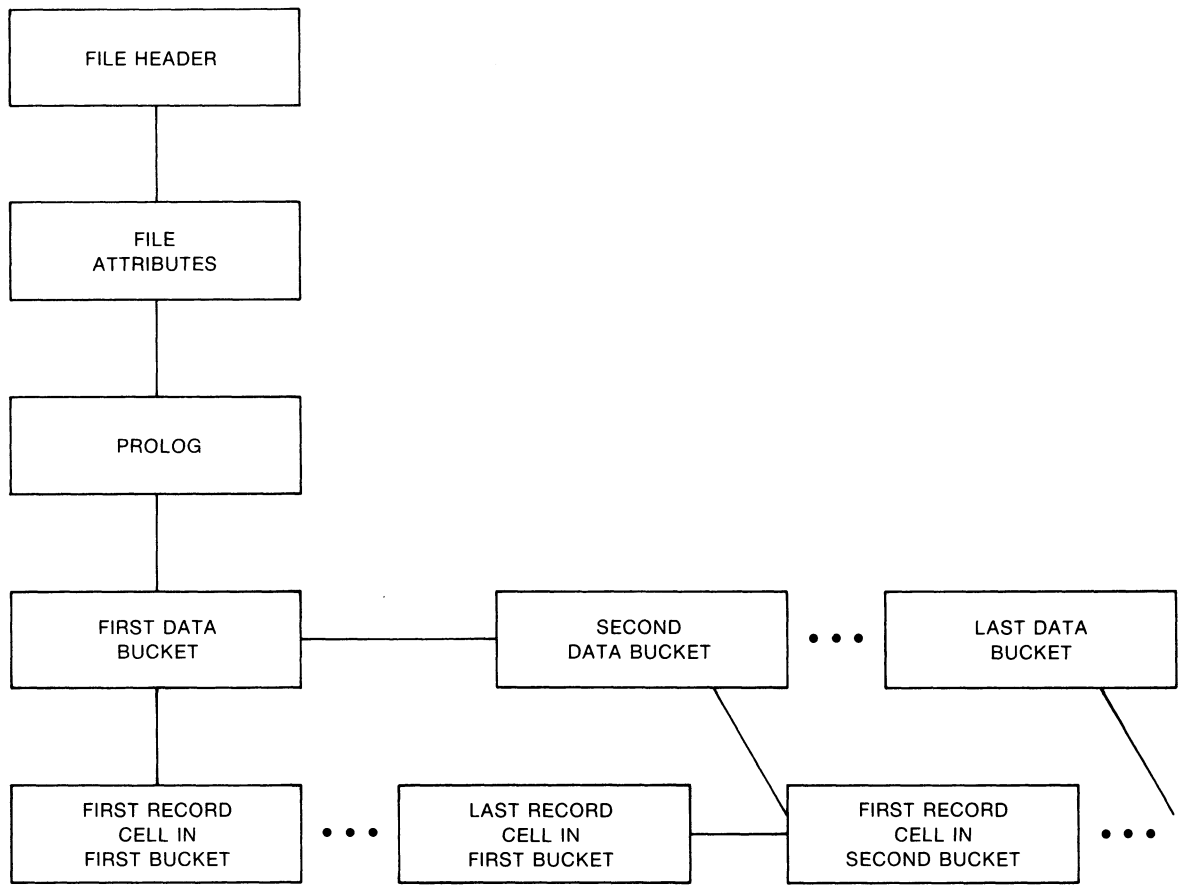 FILE HEADER
FILE
ATTRIBUTES
PROLOG
FIRST DATA
BUCKET
SECOND
DATA BUCKET
LAST DATA
BUCKET
FIRST RECORD
CELL IN
FIRST BUCKET
LAST RECORD
CELL IN
FIRST BUCKET
FIRST RECORD
CELL IN
SECOND BUCKET